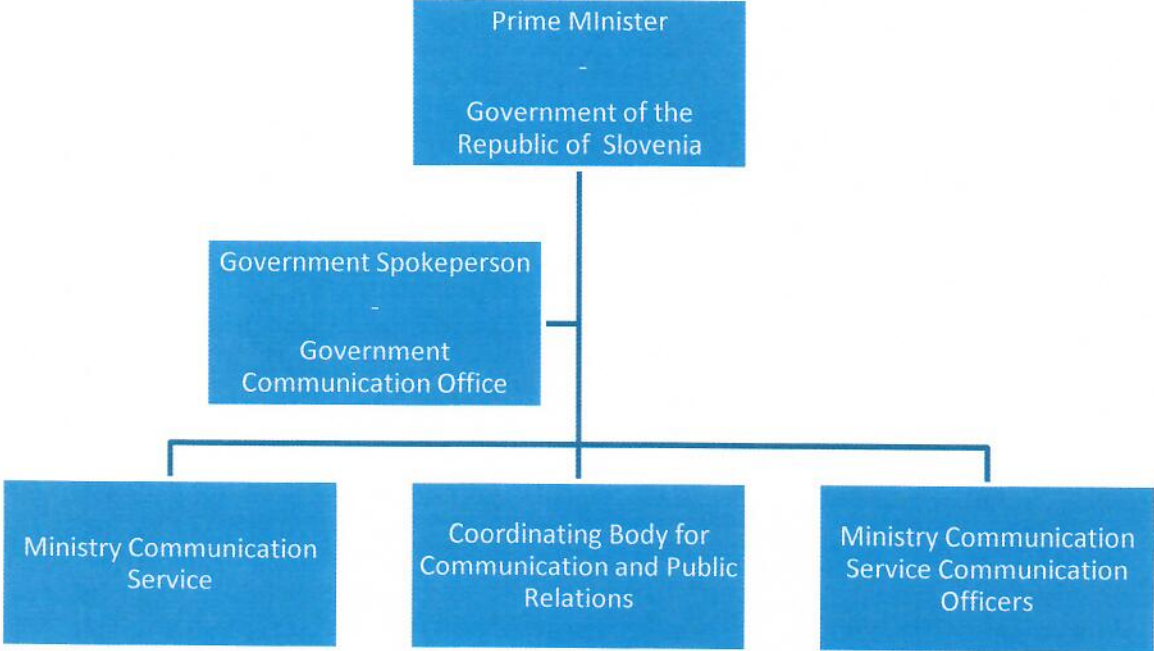 Prime MInister
-
Government of the
Republic of Slovenia
Government Spokeperson
-
Government
Communication Office
Ministry Communication
Service
Coordinating Body for
Communication and Public
Relations
Ministry Communication
Service Communication
Officers